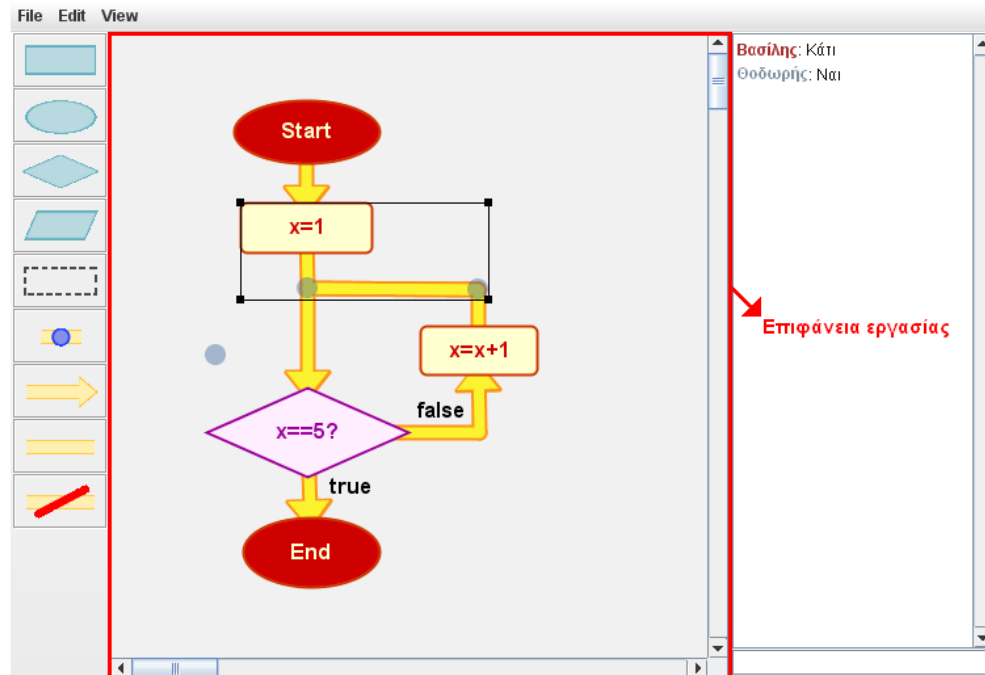 File Edit View
Βασίλης: Κάτι
Θοδωρής: Ναι
Start
x=1
Επιφάνεια εργασίας
x=x+1
false
x==5?
true
End